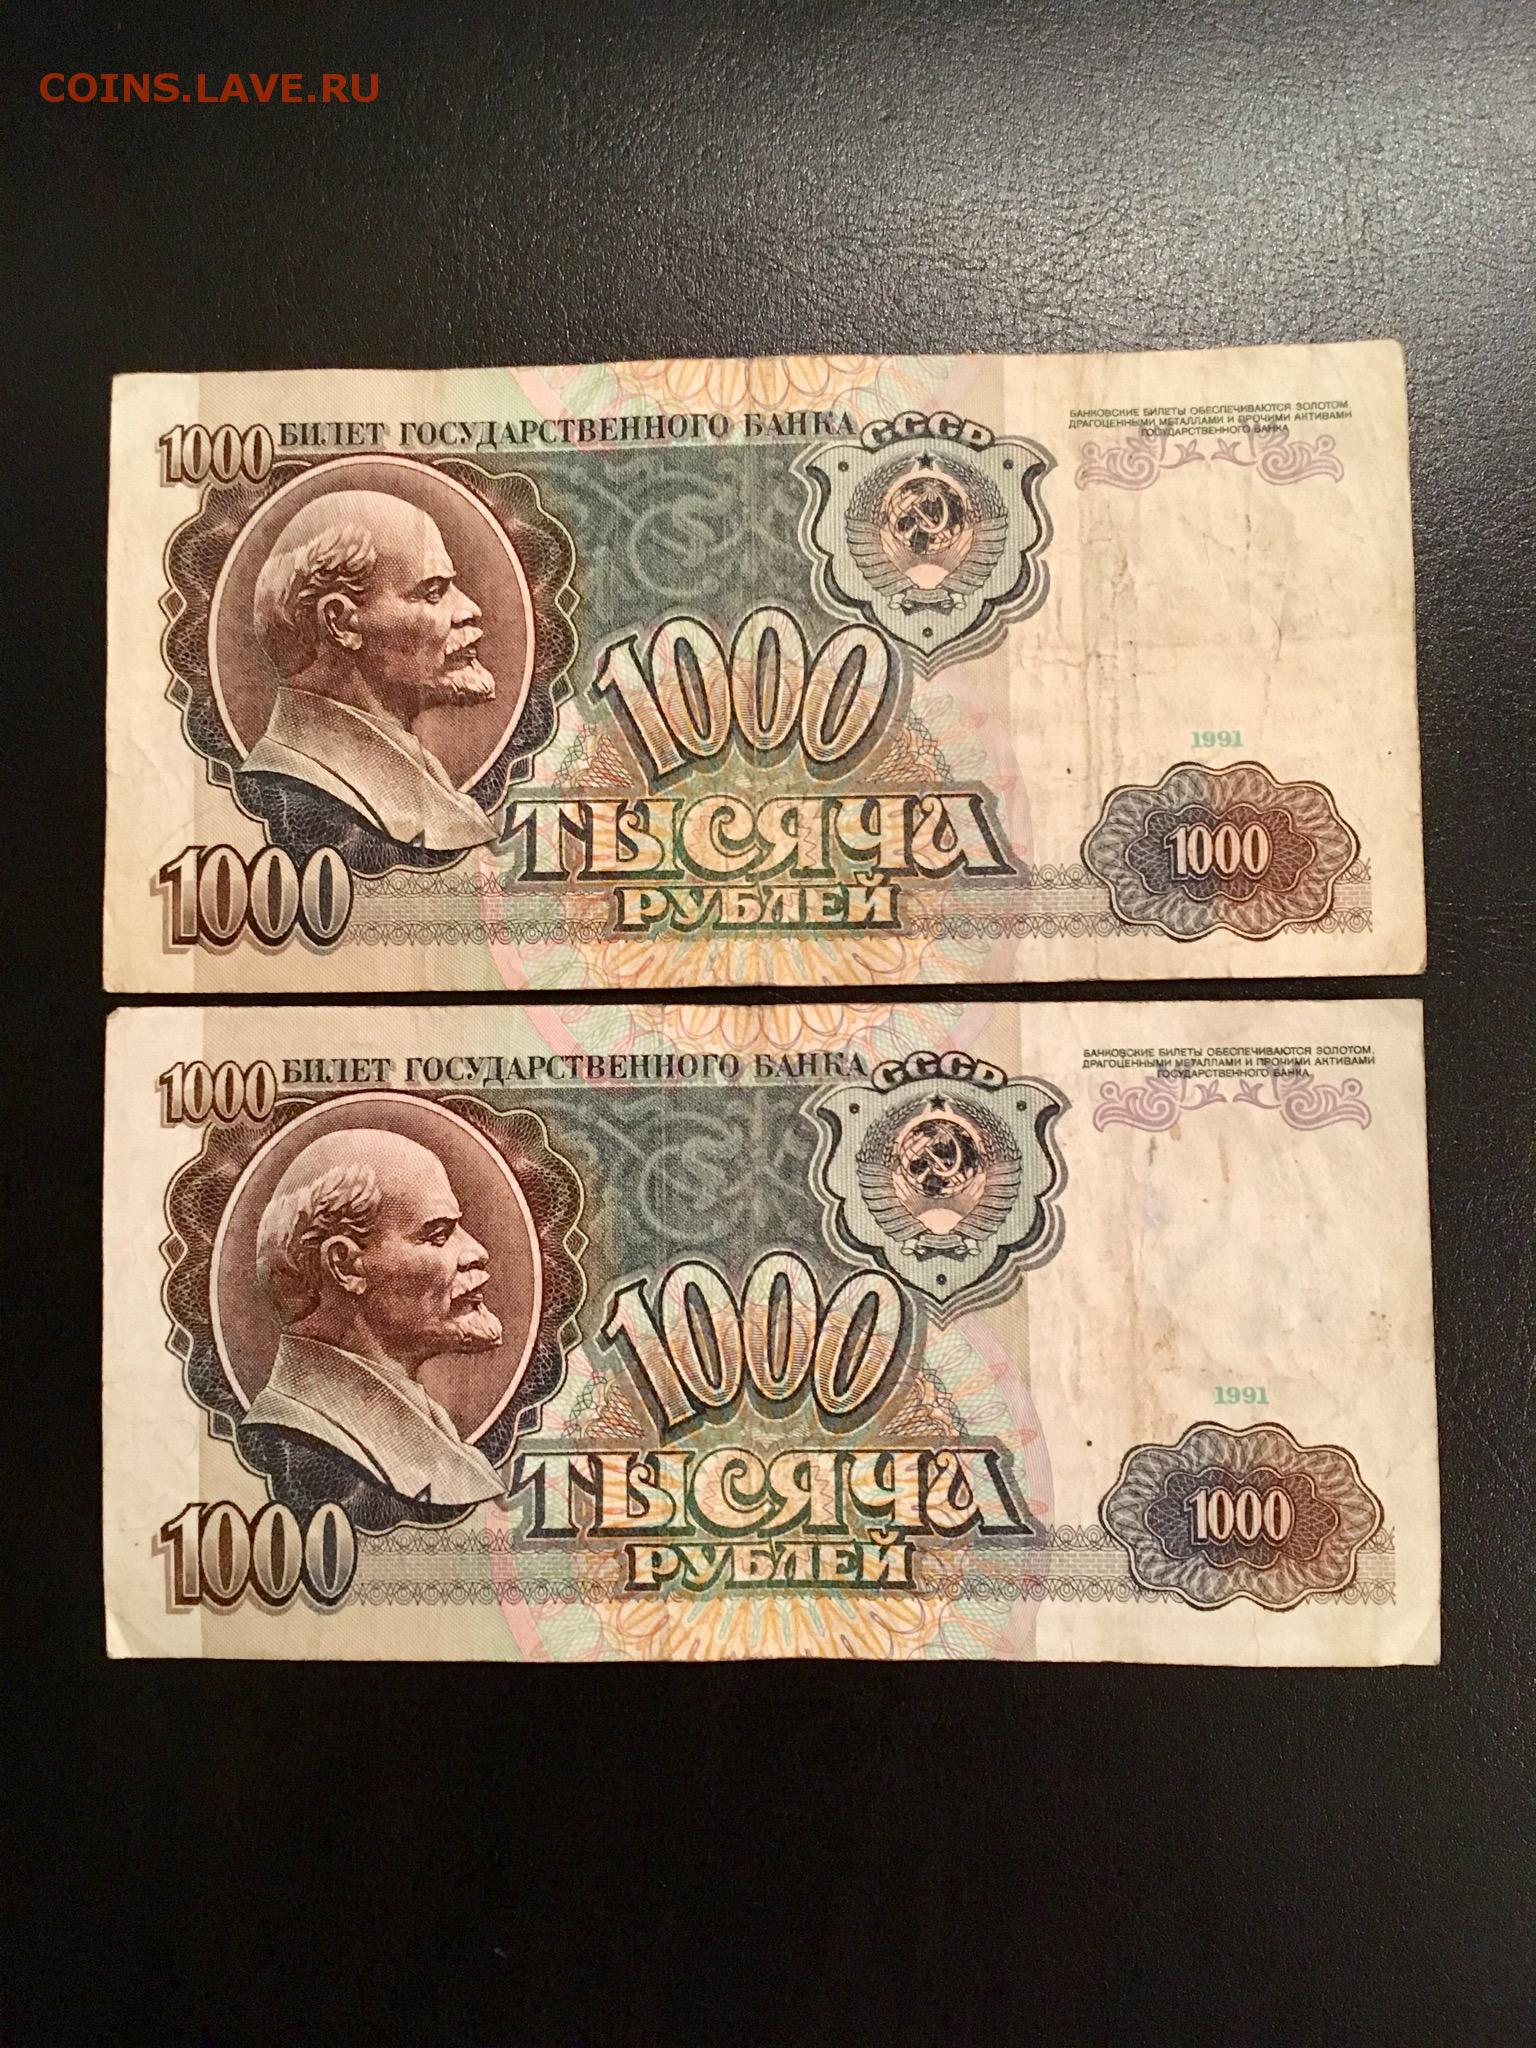 COINS.LAVE.RU
1000
БИЛЕТ ГОСУДАРСТВЕННОГО БАНКА
СССР
БАНКОВСКИЕ БИЛЕТЫ ОБЕСПЕЧИВАЮТСЯ ЗОЛОТОМ,
ДРАГОЦЕННЫМИ МЕТАЛЛАМИ И ПРОЧИМИ АКТИВАМИ
ГОСУДАРСТВЕННОГО БАНКА
1000
1991
ТЫСЯЧА
1000
1000
РУБЛЕЙ
1000
БИЛЕТ ГОСУДАРСТВЕННОГО БАНКА
СССР
БАНКОВСКИЕ БИЛЕТЫ ОБЕСПЕЧИВАЮТСЯ ЗОЛОТОМ,
ДРАГОЦЕННЫМИ МЕТАЛЛАМИ И ПРОЧИМИ АКТИВАМИ
ГОСУДАРСТВЕННОГО БАНКА
1000
1991
ТЫСЯЧА
1000
1000
РУБЛЕЙ